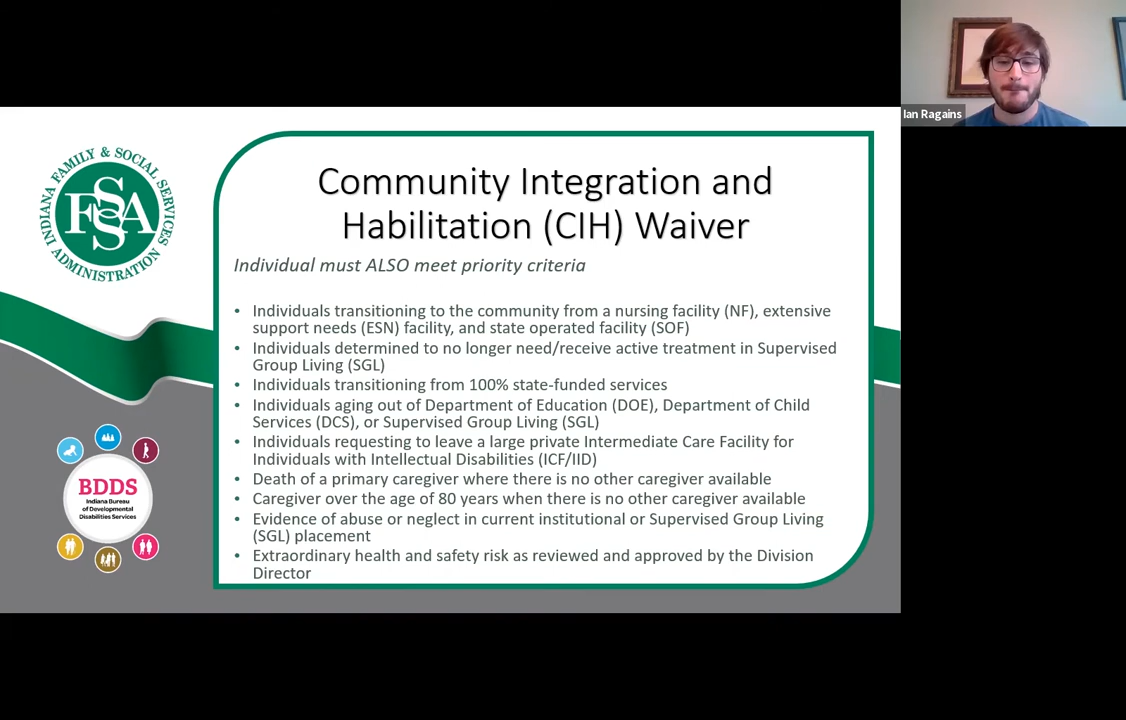 Ian Ragains
INDIANA FAMILY & SOCIAL SERVICES
ADMINISTRATION
FSSA
Community Integration and
Habilitation (CIH) Waiver
Individual must ALSO meet priority criteria
• Individuals transitioning to the community from a nursing facility (NF), extensive
support needs (ESN) facility, and state operated facility (SOF)
• Individuals determined to no longer need/receive active treatment in Supervised
Group Living (SGL)
• Individuals transitioning from 100% state-funded services
• Individuals aging out of Department of Education (DOE), Department of Child
Services (DCS), or Supervised Group Living (SGL)
• Individuals requesting to leave a large private Intermediate Care Facility for
Individuals with Intellectual Disabilities (ICF/IID)
• Death of a primary caregiver where there is no other caregiver available
• Caregiver over the age of 80 years when there is no other caregiver available
• Evidence of abuse or neglect in current institutional or Supervised Group Living
(SGL) placement
• Extraordinary health and safety risk as reviewed and approved by the Division
Director
BDDS
Indiana Bureau
of Developmental
Disabilities Services